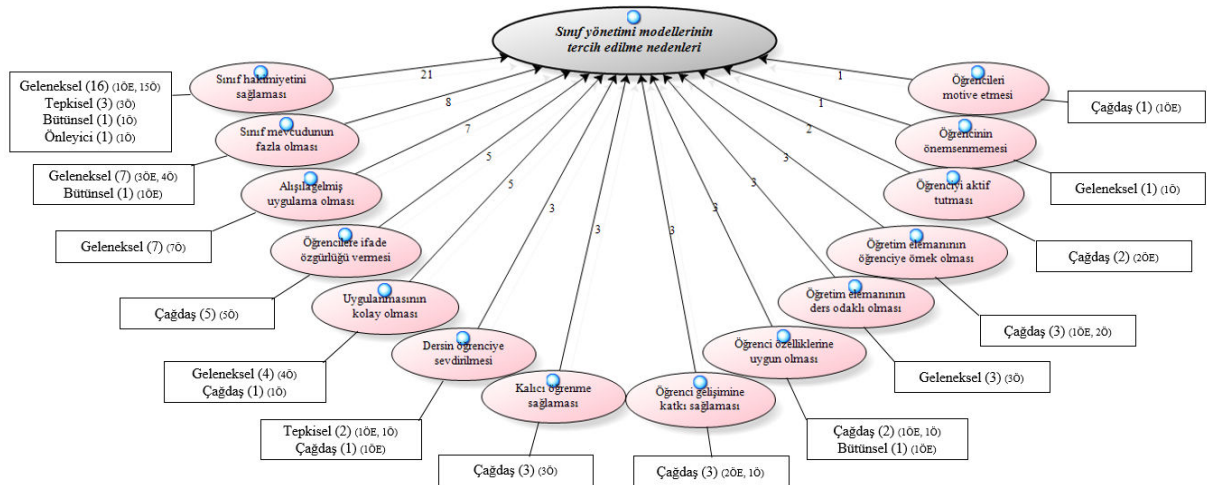 Sınıf yönetimi modellerinin
tercih edilme nedenleri
21
Sınıf hakimiyetini
sağlaması
Geleneksel (16) (1ÖE, 15Ö)
Tepkisel (3) (3Ö)
Bütünsel (1) (1Ö)
Önleyici (1) (1Ö)
8
Sınıf mevcudunun
fazla olması
Geleneksel (7) (3ÖE, 4Ö)
Bütünsel (1) (1ÖE)
7
Alışılagelmiş
uygulama olması
Geleneksel (7) (7Ö)
5
Öğrencilere ifade
özgürlüğü vermesi
Çağdaş (5) (5Ö)
5
Uygulanmasının
kolay olması
Geleneksel (4) (4Ö)
Çağdaş (1) (1Ö)
3
Dersin öğrenciye
sevdirilmesi
Tepkisel (2) (1ÖE, 1Ö)
Çağdaş (1) (1ÖE)
3
Kalıcı öğrenme
sağlaması
Çağdaş (3) (3Ö)
3
Öğrenci gelişimine
katkı sağlaması
Çağdaş (3) (2ÖE, 1Ö)
3
Öğrenci özelliklerine
uygun olması
Çağdaş (2) (1ÖE, 1Ö)
Bütünsel (1) (1ÖE)
3
Öğretim elemanının
ders odaklı olması
Geleneksel (3) (3Ö)
3
Öğretim elemanının
öğrenciye örnek olması
Çağdaş (3) (1ÖE, 2Ö)
2
Öğrenciyi aktif
tutması
Çağdaş (2) (2ÖE)
1
Öğrencinin
önemsenmemesi
Geleneksel (1) (1Ö)
1
Öğrencileri
motive etmesi
Çağdaş (1) (1ÖE)